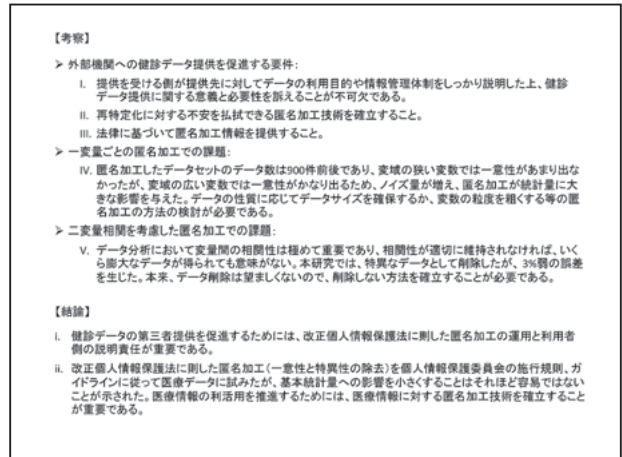 【考察】
➢ 外部機関への健診データ提供を促進する要件：
I. 提供を受ける側が提供先に対してデータの利用目的や情報管理体制をしっかり説明した上、健診
データ提供に関する意義と必要性を訴えることが不可欠である。
II. 再特定化に対する不安を払拭できる匿名加工技術を確立すること。
III. 法律に基づいて匿名加工情報を提供すること。
➢ 一変量ごとの匿名加工での課題：
IV. 匿名加工したデータセットのデータ数は900件前後であり、変域の狭い変数では一意性があまり出な
かったが、変域の広い変数では一意性がかなり出るため、ノイズ量が増え、匿名加工が統計量に大
きな影響を与えた。データの性質に応じてデータサイズを確保するか、変数の粒度を粗くする等の匿
名加工の方法の検討が必要である。
➢ 二変量相関を考慮した匿名加工での課題：
V. データ分析において変量間の相関性は極めて重要であり、相関性が適切に維持されなければ、いく
ら膨大なデータが得られても意味がない。本研究では、特異なデータとして削除したが、3%弱の誤差
を生じた。本来、データ削除は望ましくないので、削除しない方法を確立することが必要である。
【結論】
i. 健診データの第三者提供を促進するためには、改正個人情報保護法に則した匿名加工の運用と利用者
側の説明責任が重要である。
ii. 改正個人情報保護法に則した匿名加工（一意性と特異性の除去）を個人情報保護委員会の施行規則、ガ
イドラインに従って医療データに試みたが、基本統計量への影響を小さくすることはそれほど容易ではない
ことが示された。医療情報の利活用を推進するためには、医療情報に対する匿名加工技術を確立すること
が重要である。